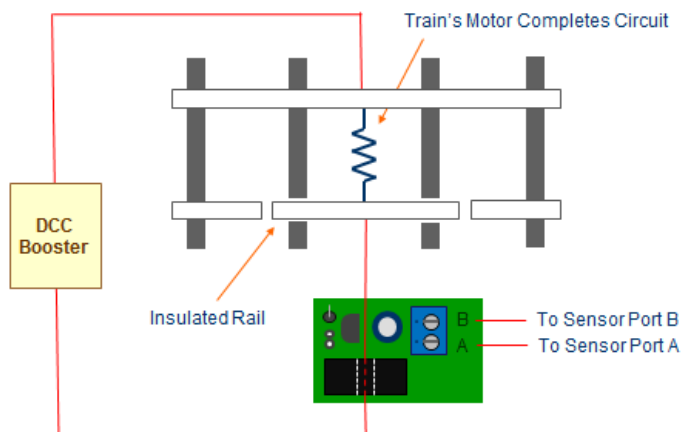 Train's Motor Completes Circuit
DCC
Booster
Insulated Rail
B
To Sensor Port B
A
To Sensor Port A